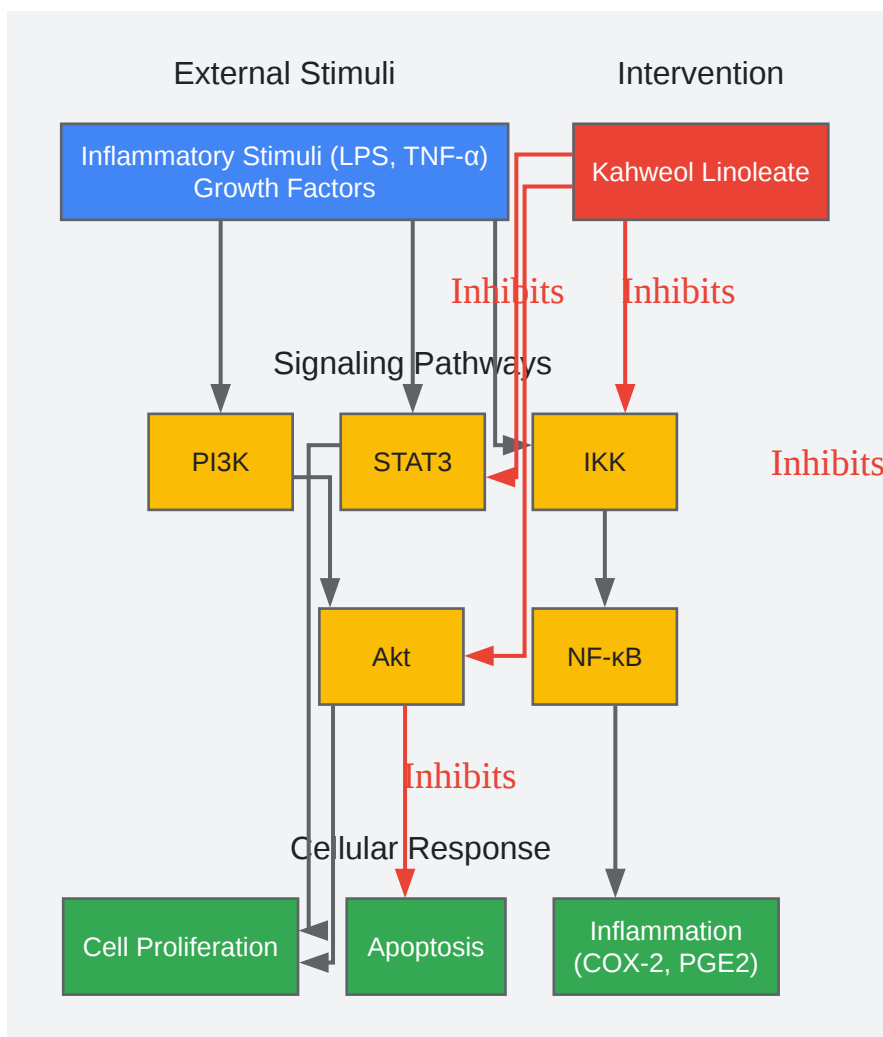 External Stimuli
Intervention
Inflammatory Stimuli (LPS, TNF-α)
Growth Factors
Kahweol Linoleate
Inhibits
Inhibits
Signaling Pathways
PI3K
STAT3
IKK
Inhibits
Akt
NF-κB
Inhibits
Cellular Response
Cell Proliferation
Apoptosis
Inflammation
(COX-2, PGE2)